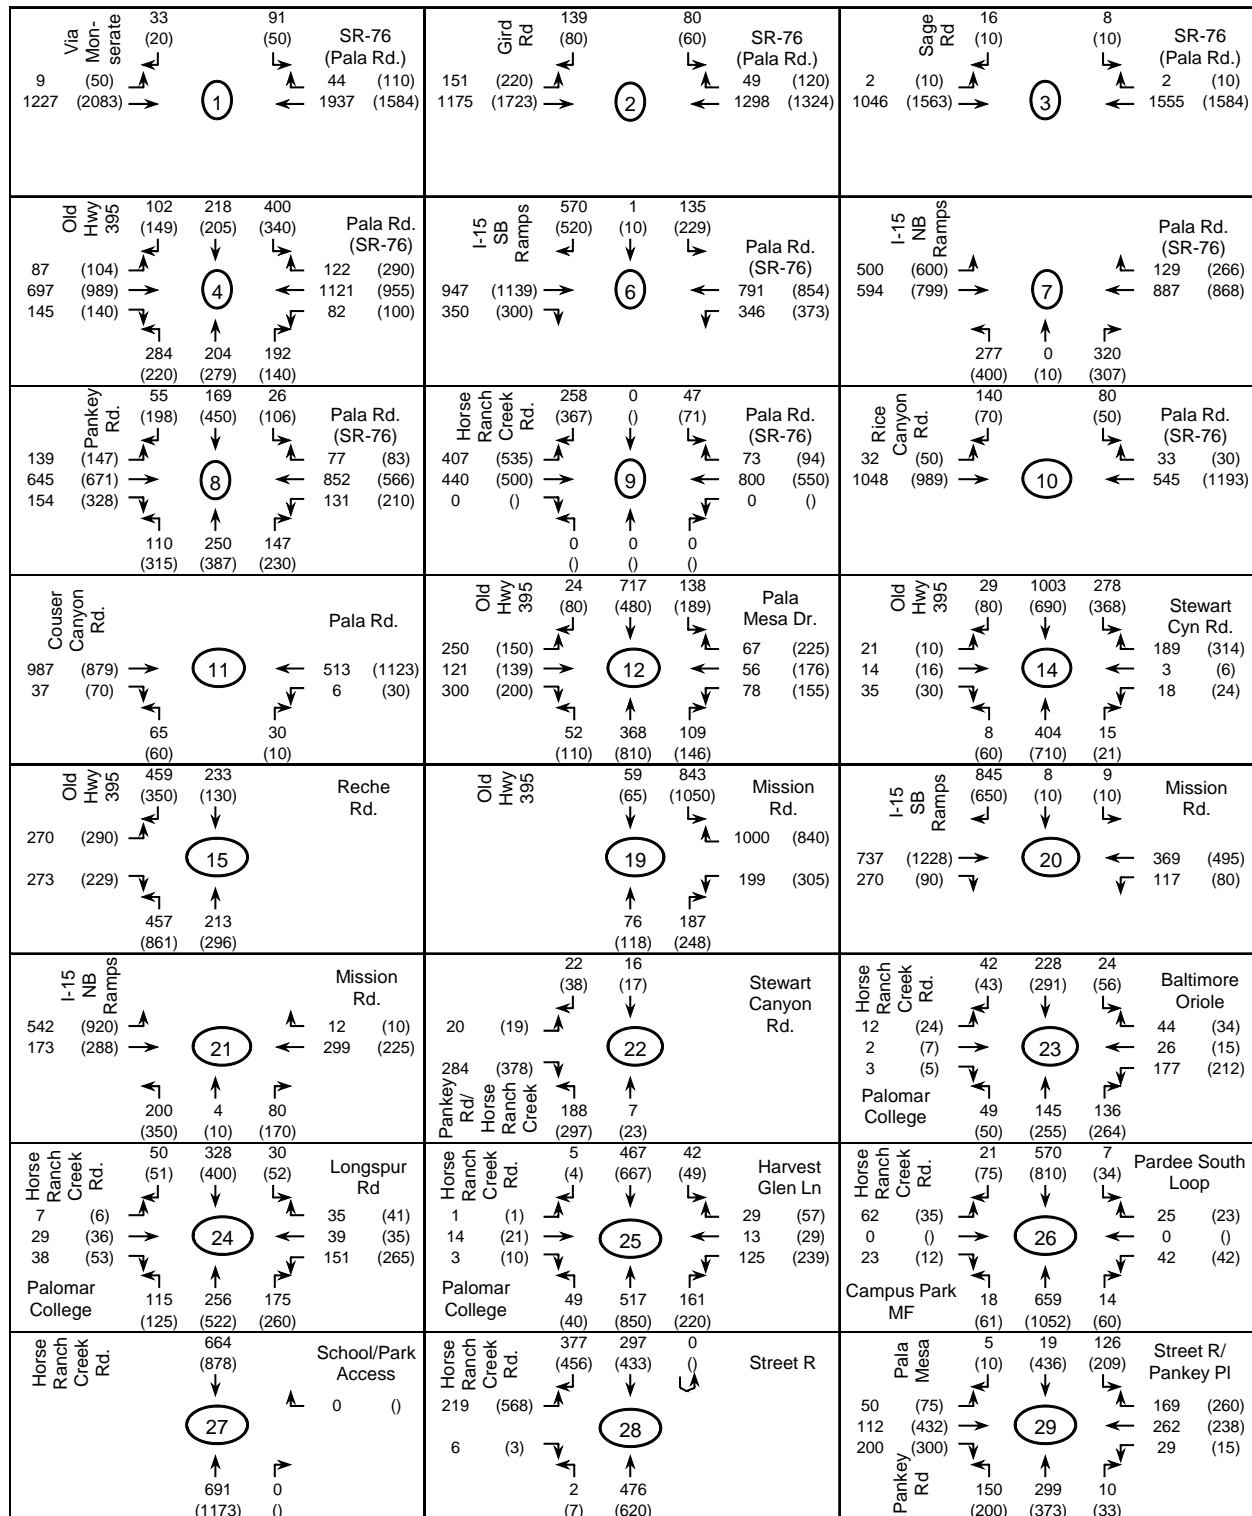 Via
Mon-
serate
33 91
(20) (50)
SR-76
(Pala Rd.)
9 (50) 44 (110)
1227 (2083) 1 1937 (1584)
Gird
Rd
139 80
(80) (60)
SR-76
(Pala Rd.)
151 (220) 49 (120)
1175 (1723) 2 1298 (1324)
Sage
Rd
16 8
(10) (10)
SR-76
(Pala Rd.)
2 (10) 2 (10)
1046 (1563) 3 1555 (1584)
Old
Hwy
395
102 218 400
(149) (205) (340)
Pala Rd.
(SR-76)
87 (104) 122 (290)
697 (989) 4 1121 (955)
145 (140) 82 (100)
284 204 192
(220) (279) (140)
I-15
SB
Ramps
570 1 135
(520) (10) (229)
Pala Rd.
(SR-76)
947 (1139) 6 791 (854)
350 (300) 346 (373)
I-15
NB
Ramps
Pala Rd.
(SR-76)
500 (600) 129 (266)
594 (799) 7 887 (868)
277 0 320
(400) (10) (307)
Pankey
Rd.
55 169 26
(198) (450) (106)
Pala Rd.
(SR-76)
139 (147) 77 (83)
645 (671) 8 852 (566)
154 (328) 131 (210)
110 250 147
(315) (387) (230)
Horse
Ranch
Creek
Rd.
258 0 47
(367) () (71)
Pala Rd.
(SR-76)
407 (535) 73 (94)
440 (500) 9 800 (550)
0 () 0 ()
0 0 0
() () ()
Rice
Canyon
Rd.
140 80
(70) (50)
Pala Rd.
(SR-76)
32 (50) 33 (30)
1048 (989) 10 545 (1193)
Couser
Canyon
Rd.
Pala Rd.
987 (879) 11 513 (1123)
37 (70) 6 (30)
65 30
(60) (10)
Old
Hwy
395
24 717 138
(80) (480) (189)
Pala
Mesa Dr.
250 (150) 67 (225)
121 (139) 12 56 (176)
300 (200) 78 (155)
52 368 109
(110) (810) (146)
Old
Hwy
395
29 1003 278
(80) (690) (368)
Stewart
Cyn Rd.
21 (10) 189 (314)
14 (16) 14 3 (6)
35 (30) 18 (24)
8 404 15
(60) (710) (21)
Old
Hwy
395
459 233
(350) (130)
Reche
Rd.
270 (290)
15
273 (229)
457 213
(861) (296)
Old
Hwy
395
59 843
(65) (1050)
Mission
Rd.
1000 (840)
19
199 (305)
76 187
(118) (248)
I-15
SB
Ramps
845 8 9
(650) (10) (10)
Mission
Rd.
737 (1228) 20 369 (495)
270 (90) 117 (80)
I-15
NB
Ramps
Mission
Rd.
542 (920) 12 (10)
173 (288) 21 299 (225)
200 4 80
(350) (10) (170)
22 16
(38) (17)
Stewart
Canyon
Rd.
20 (19)
22
284 (378)
Pankey
Rd/
Horse
Ranch
Creek
188 7
(297) (23)
Horse
Ranch
Creek
Rd.
42 228 24
(43) (291) (56)
Baltimore
Oriole
12 (24) 44 (34)
2 (7) 23 26 (15)
3 (5) 177 (212)
Palomar
College
49 145 136
(50) (255) (264)
Horse
Ranch
Creek
Rd.
50 328 30
(51) (400) (52)
Longspur
Rd
7 (6) 35 (41)
29 (36) 24 39 (35)
38 (53) 151 (265)
Palomar
College
115 256 175
(125) (522) (260)
Horse
Ranch
Creek
Rd.
5 467 42
(4) (667) (49)
Harvest
Glen Ln
1 (1) 29 (57)
14 (21) 25 13 (29)
3 (10) 125 (239)
Palomar
College
49 517 161
(40) (850) (220)
Horse
Ranch
Creek
Rd.
21 570 7
(75) (810) (34)
Pardee South
Loop
62 (35) 25 (23)
0 () 26 0 ()
23 (12) 42 (42)
Campus Park
MF
18 659 14
(61) (1052) (60)
Horse
Ranch
Creek
Rd.
664
(878)
School/Park
Access
0 ()
27
691 0
(1173) ()
Horse
Ranch
Creek
Rd.
377 297 0
(456) (433) ()
Street R
219 (568)
28
6 (3)
2 476
(7) (620)
Pala
Mesa
5 19 126
(10) (436) (209)
Street R/
Pankey Pl
50 (75) 169 (260)
112 (432) 29 262 (238)
200 (300) 29 (15)
Pankey
Rd
150 299 10
(200) (373) (33)